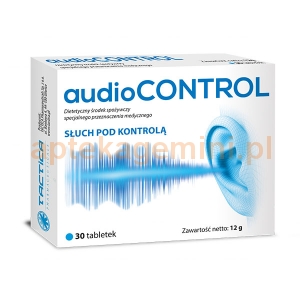 audioCONTROL
Dietetyczny środek spożywczy
specjalnego przeznaczenia medycznego
SŁUCH POD KONTROLĄ
aptekagemini.pl
30 tabletek
Zawartość netto: 12 g
TACTICA